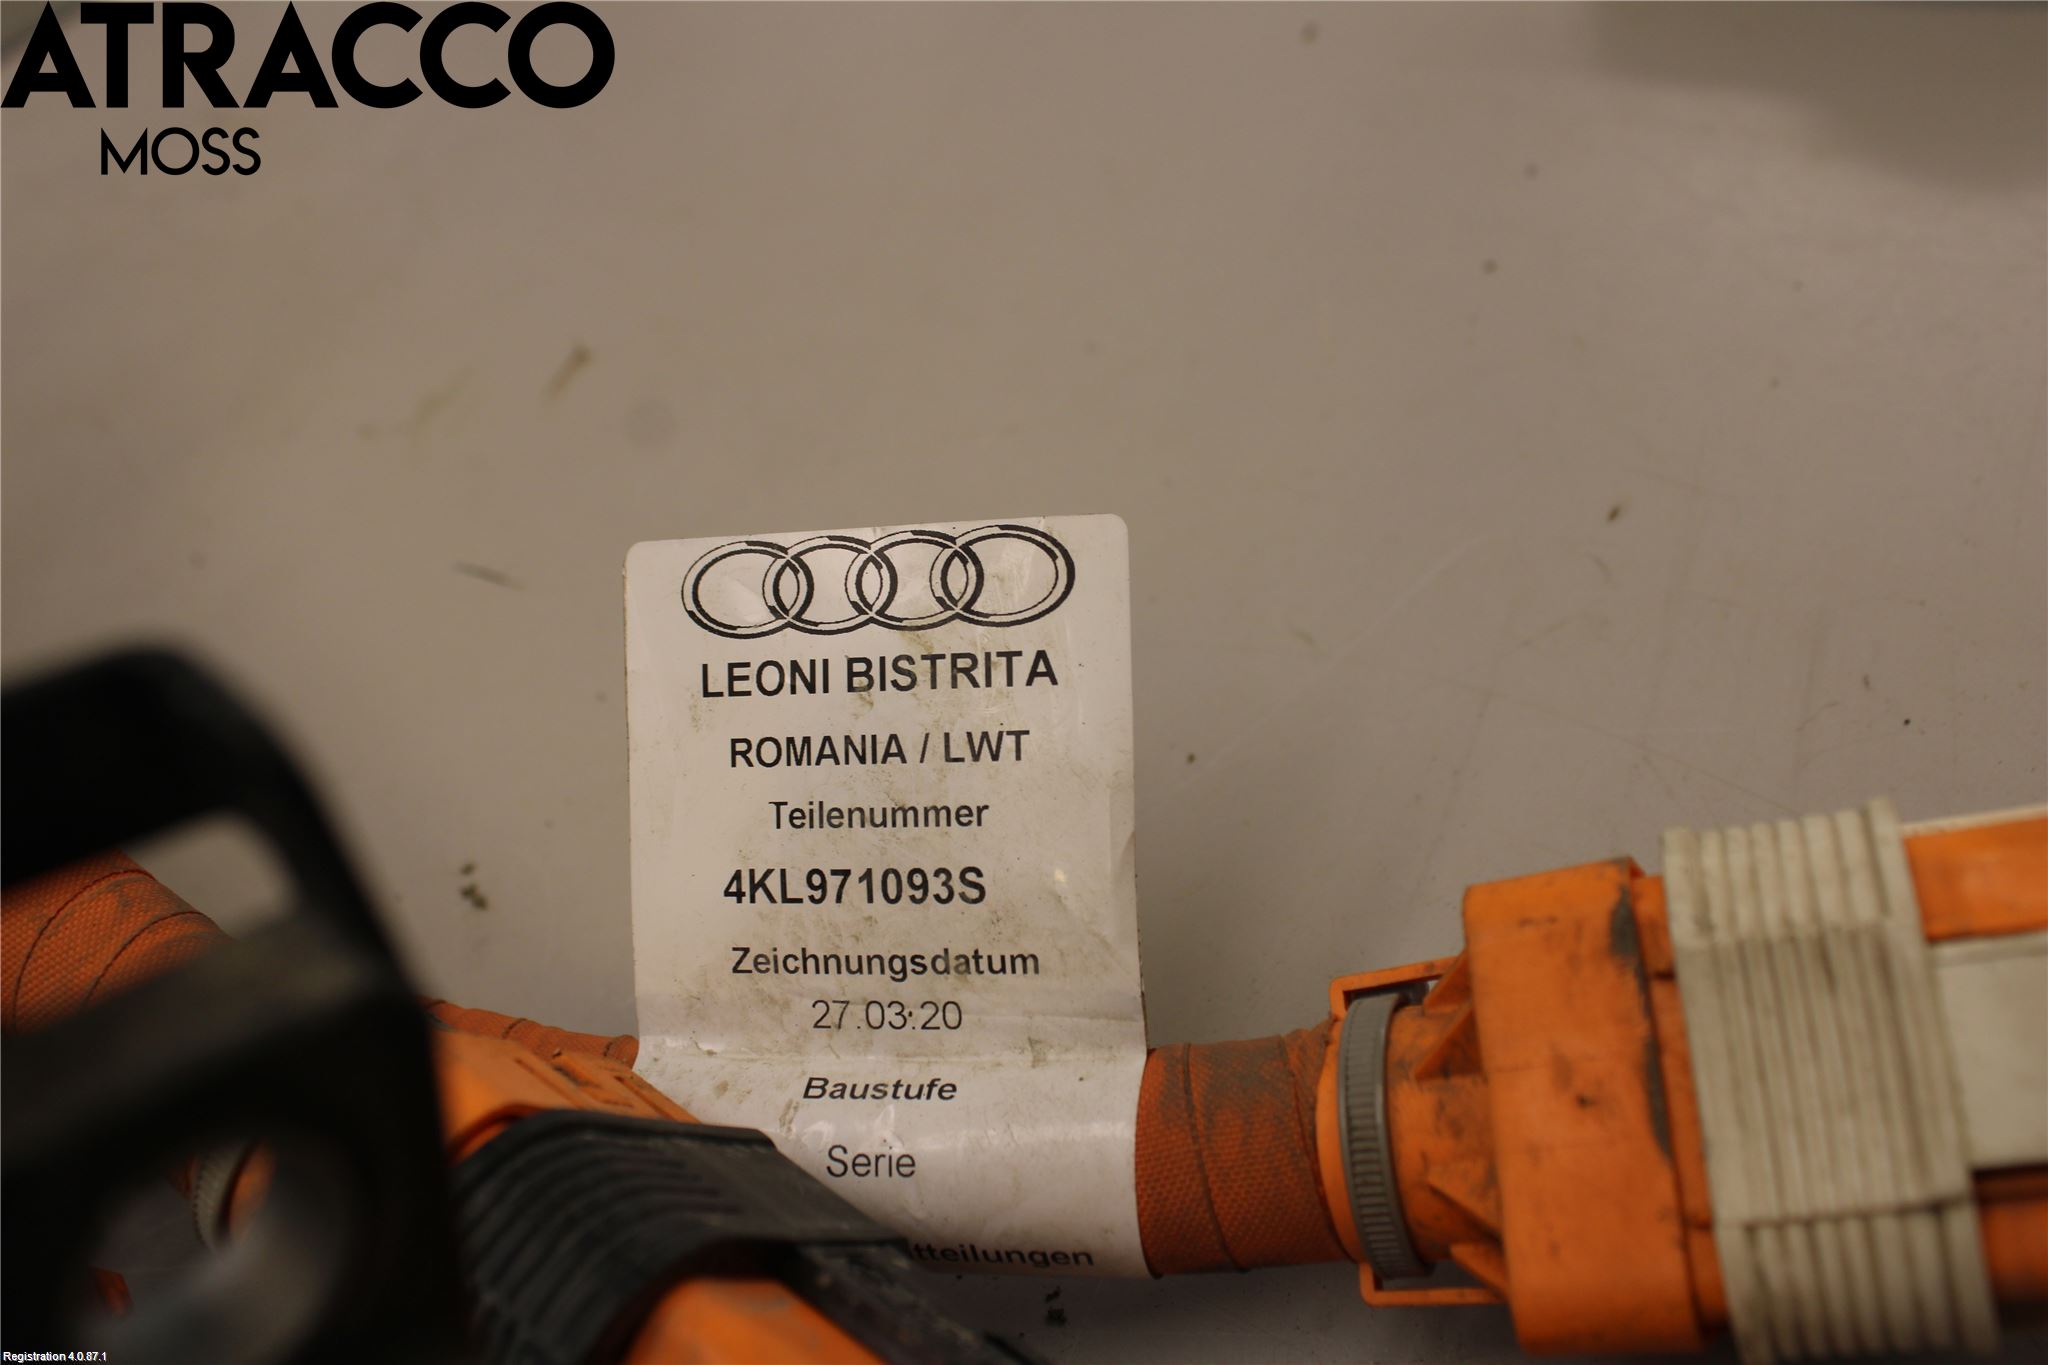 ATRACCO
MOSS
LEONI BISTRITA
ROMANIA / LWT
Teilenummer
4KL971093S
Zeichnungsdatum
27.03.20
Baustufe
Serie
Registration 4.0.87.1